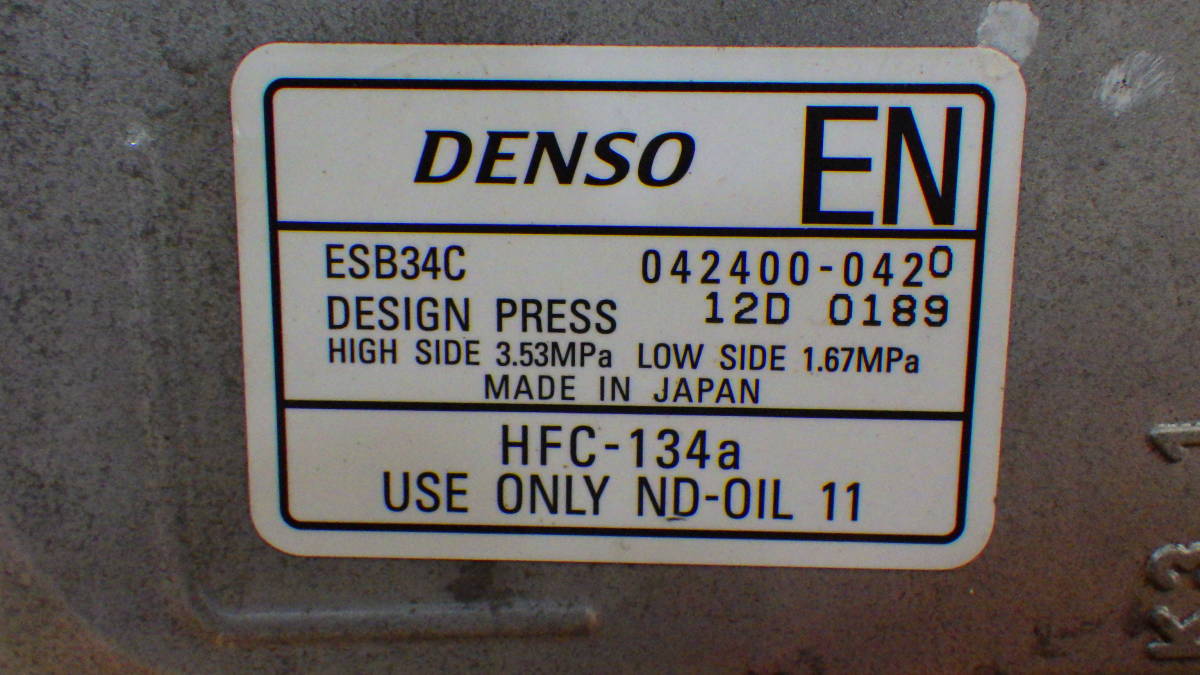 DENSO EN
ESB34C 042400-0420
DESIGN PRESS 12D 0189
HIGH SIDE 3.53MPa LOW SIDE 1.67MPa
MADE IN JAPAN
HFC-134a
USE ONLY ND-OIL 11